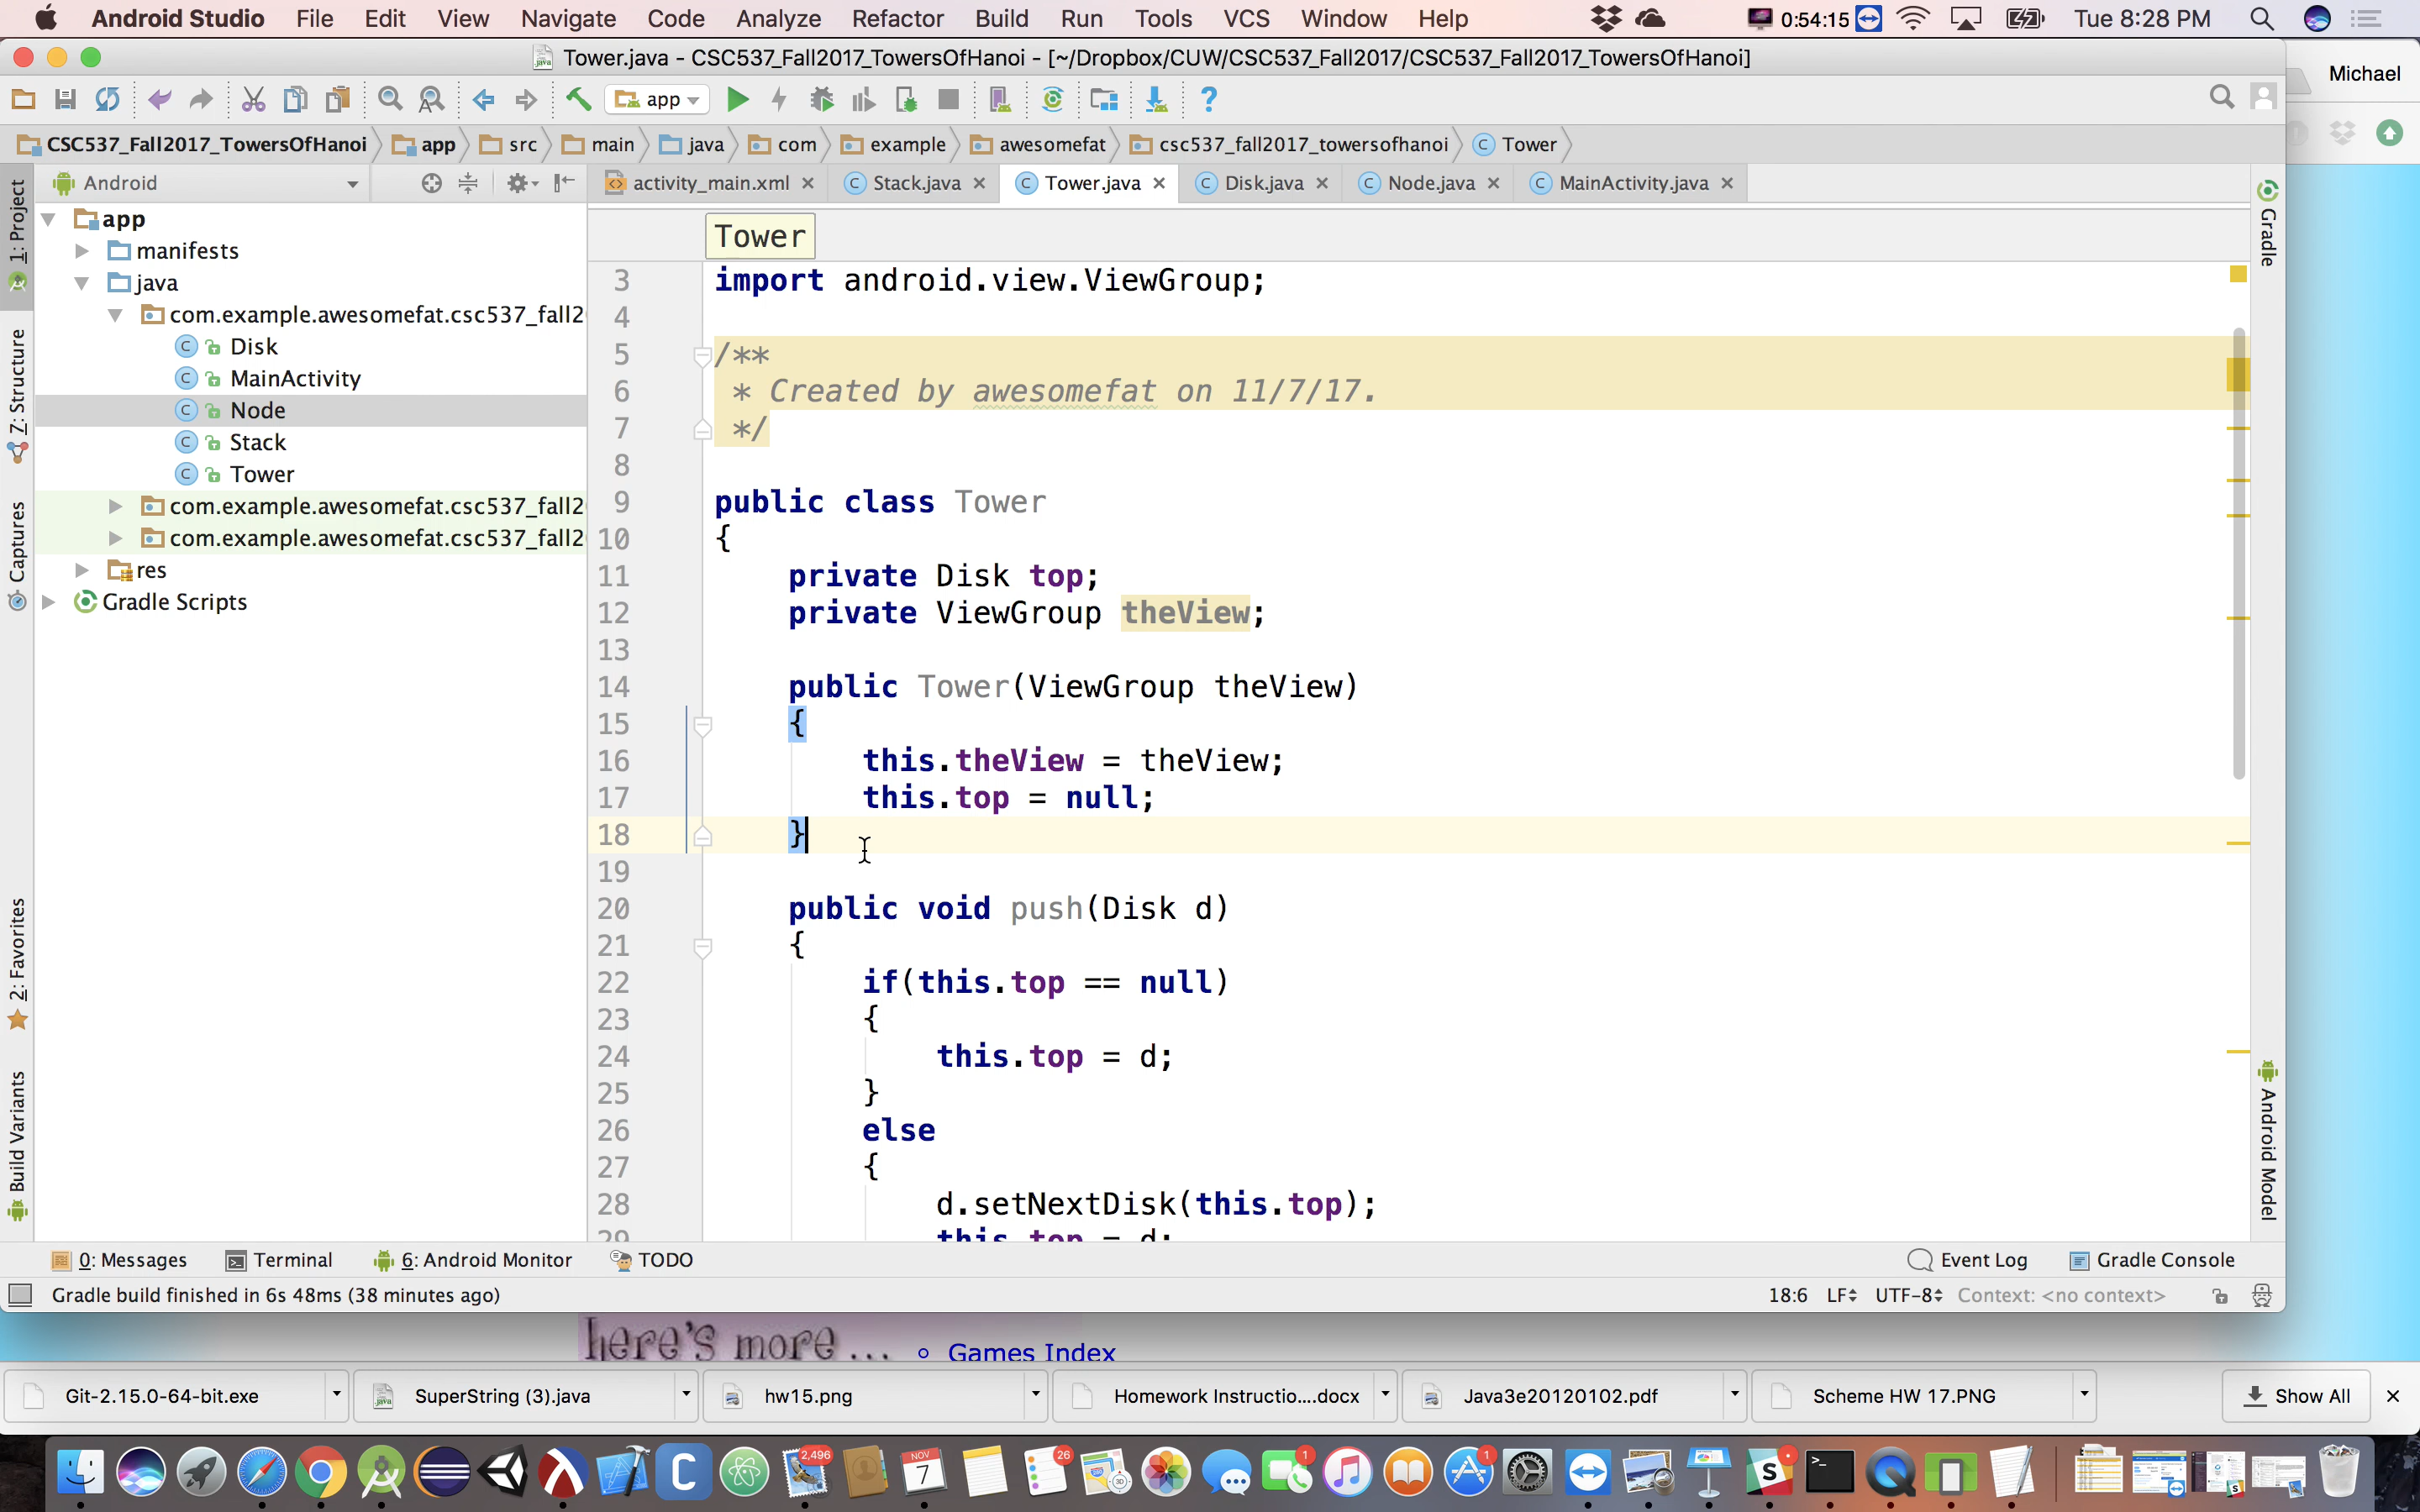 Android Studio File Edit View Navigate Code Analyze Refactor Build Run Tools VCS Window Help 0:54:15 Tue 8:28 PM
Tower.java - CSC537_Fall2017_TowersOfHanoi - [~/Dropbox/CUW/CSC537_Fall2017/CSC537_Fall2017_TowersOfHanoi]
Michael
app
CSC537_Fall2017_TowersOfHanoi app src main java com example awesomefat csc537_fall2017_towersofhanoi Tower
Android
activity_main.xml Stack.java Tower.java Disk.java Node.java MainActivity.java
1: Project
Z: Structure
Captures
2: Favorites
Build Variants
app
manifests
java
com.example.awesomefat.csc537_fall2
Disk
MainActivity
Node
Stack
Tower
com.example.awesomefat.csc537_fall2
com.example.awesomefat.csc537_fall2
res
Gradle Scripts
Tower
3 import android.view.ViewGroup;
4
5 /**
6 * Created by awesomefat on 11/7/17.
7 */
8
9 public class Tower
10 {
11 private Disk top;
12 private ViewGroup theView;
13
14 public Tower(ViewGroup theView)
15 {
16 this.theView = theView;
17 this.top = null;
18 }
19
20 public void push(Disk d)
21 {
22 if(this.top == null)
23 {
24 this.top = d;
25 }
26 else
27 {
28 d.setNextDisk(this.top);
29 this.top = d;
Gradle
Android Model
0: Messages Terminal 6: Android Monitor TODO Event Log Gradle Console
Gradle build finished in 6s 48ms (38 minutes ago) 18:6 LF UTF-8 Context: <no context>
here's more ... Games Index
Git-2.15.0-64-bit.exe SuperString (3).java hw15.png Homework Instructio....docx Java3e20120102.pdf Scheme HW 17.PNG Show All
2,496 NOV 7 26 1 1